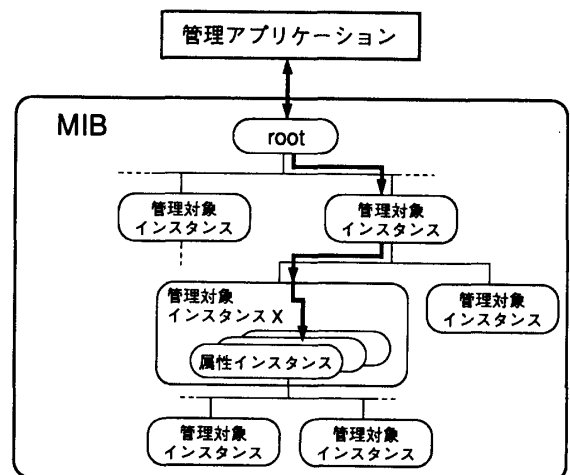 管理アプリケーション
MIB
root
管理対象
インスタンス
管理対象
インスタンス
管理対象
インスタンス X
管理対象
インスタンス
属性インスタンス
管理対象
インスタンス
管理対象
インスタンス